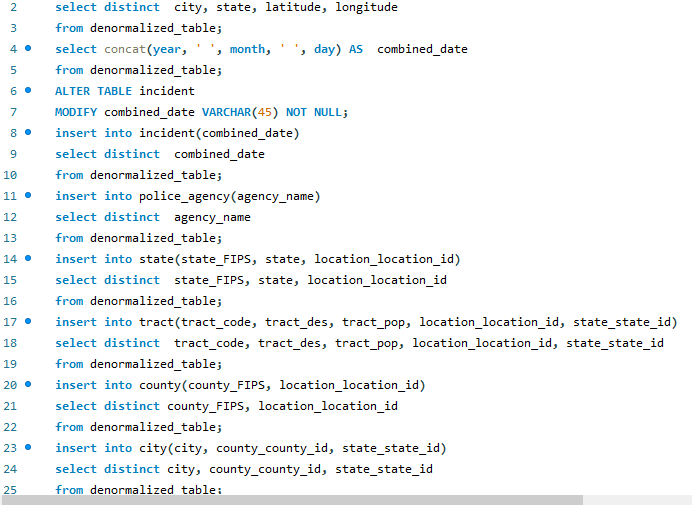 2 select distinct  city, state, latitude, longitude
3 from denormalized_table;
4 select concat(year, ' ', month, ' ', day) AS  combined_date
5 from denormalized_table;
6 ALTER TABLE incident
7 MODIFY combined_date VARCHAR(45) NOT NULL;
8 insert into incident(combined_date)
9 select distinct  combined_date
10 from denormalized_table;
11 insert into police_agency(agency_name)
12 select distinct  agency_name
13 from denormalized_table;
14 insert into state(state_FIPS, state, location_location_id)
15 select distinct  state_FIPS, state, location_location_id
16 from denormalized_table;
17 insert into tract(tract_code, tract_des, tract_pop, location_location_id, state_state_id)
18 select distinct  tract_code, tract_des, tract_pop, location_location_id, state_state_id
19 from denormalized_table;
20 insert into county(county_FIPS, location_location_id)
21 select distinct county_FIPS, location_location_id
22 from denormalized_table;
23 insert into city(city, county_county_id, state_state_id)
24 select distinct city, county_county_id, state_state_id
25 from denormalized_table;